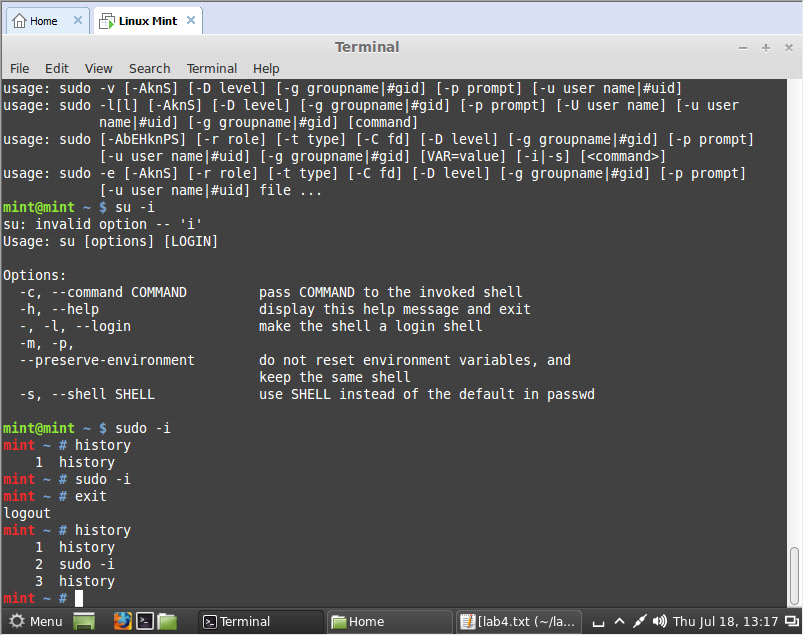 Home
Linux Mint
Terminal
File Edit View Search Terminal Help
usage: sudo -v [-AknS] [-D level] [-g groupname|#gid] [-p prompt] [-u user name|#uid]
usage: sudo -l[l] [-AknS] [-D level] [-g groupname|#gid] [-p prompt] [-U user name] [-u user
            name|#uid] [-g groupname|#gid] [command]
usage: sudo [-AbEHknPS] [-r role] [-t type] [-C fd] [-D level] [-g groupname|#gid] [-p prompt]
            [-u user name|#uid] [-g groupname|#gid] [VAR=value] [-i|-s] [<command>]
usage: sudo -e [-AknS] [-r role] [-t type] [-C fd] [-D level] [-g groupname|#gid] [-p prompt]
            [-u user name|#uid] file ...
mint@mint ~ $ su -i
su: invalid option -- 'i'
Usage: su [options] [LOGIN]

Options:
  -c, --command COMMAND         pass COMMAND to the invoked shell
  -h, --help                    display this help message and exit
  -, -l, --login                make the shell a login shell
  -m, -p,
  --preserve-environment        do not reset environment variables, and
                                keep the same shell
  -s, --shell SHELL             use SHELL instead of the default in passwd

mint@mint ~ $ sudo -i
mint ~ # history
    1  history
mint ~ # sudo -i
mint ~ # exit
logout
mint ~ # history
    1  history
    2  sudo -i
    3  history
mint ~ #
Menu Terminal Home [lab4.txt (~/la... Thu Jul 18, 13:17